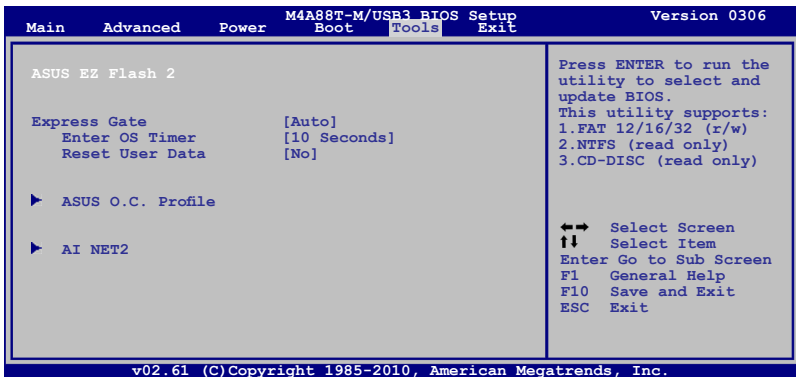 M4A88T-M/USB3 BIOS Setup Version 0306
Main Advanced Power Boot Tools Exit
ASUS EZ Flash 2
Express Gate [Auto]
Enter OS Timer [10 Seconds]
Reset User Data [No]
ASUS O.C. Profile
AI NET2
Press ENTER to run the
utility to select and
update BIOS.
This utility supports:
1.FAT 12/16/32 (r/w)
2.NTFS (read only)
3.CD-DISC (read only)
←→ Select Screen
↑↓ Select Item
Enter Go to Sub Screen
F1 General Help
F10 Save and Exit
ESC Exit
v02.61 (C)Copyright 1985-2010, American Megatrends, Inc.